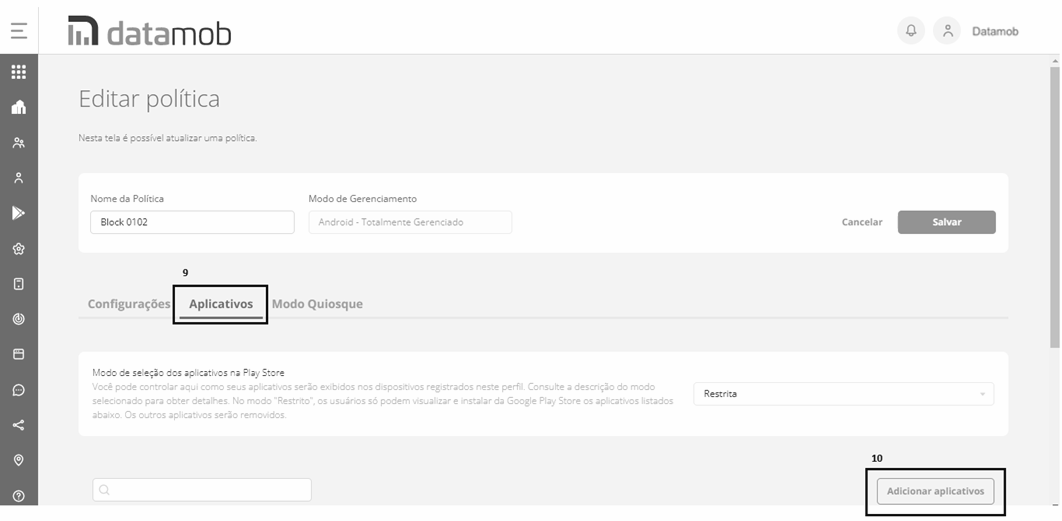 datamob
Datamob
Editar política
Nesta tela é possível atualizar uma política.
Nome da Política
Modo de Gerenciamento
Block 0102
Android - Totalmente Gerenciado
Cancelar
Salvar
9
Configurações
Aplicativos
Modo Quiosque
Modo de seleção dos aplicativos na Play Store
Você pode controlar aqui como seus aplicativos serão exibidos nos dispositivos registrados neste perfil. Consulte a descrição do modo
selecionado para obter detalhes. No modo "Restrito", os usuários só podem visualizar e instalar da Google Play Store os aplicativos listados
abaixo. Os outros aplicativos serão removidos.
Restrita
10
Adicionar aplicativos